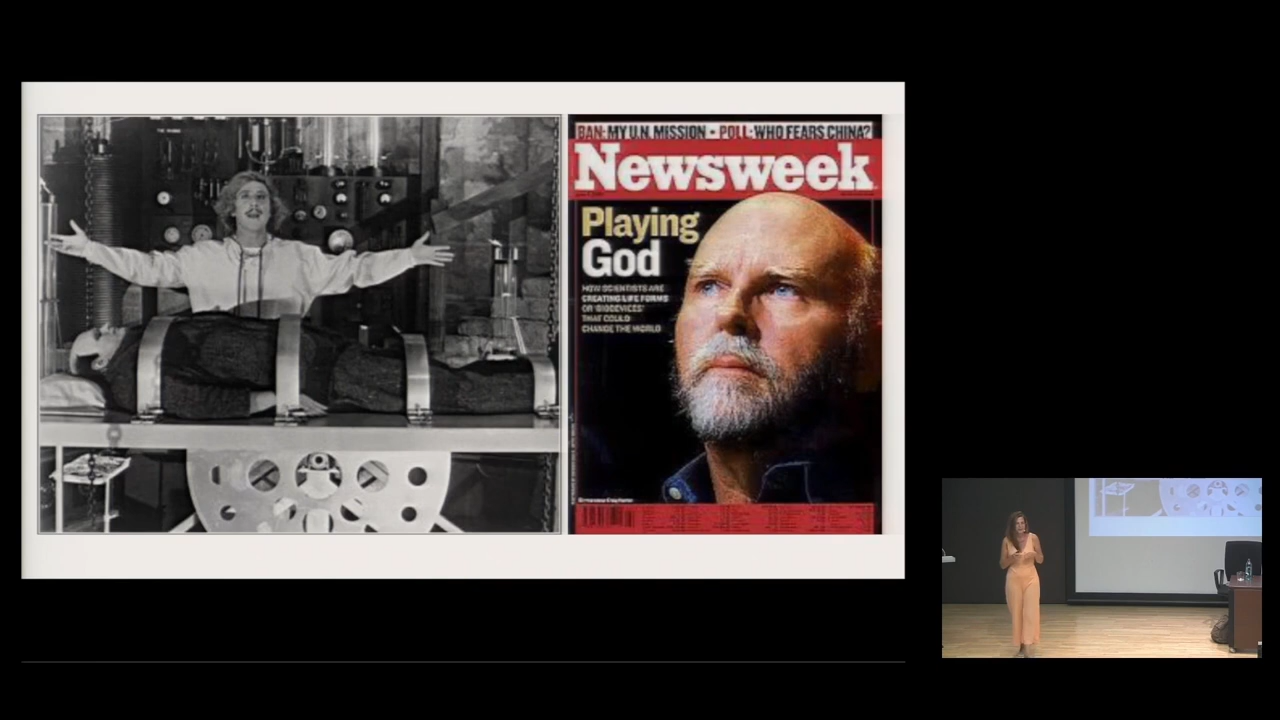 BAN: MY U.N. MISSION • POLL: WHO FEARS CHINA?
Newsweek
Playing
God
HOW SCIENTISTS ARE
CREATING LIFE FORMS
OR 'BIODEVICES'
THAT COULD
CHANGE THE WORLD